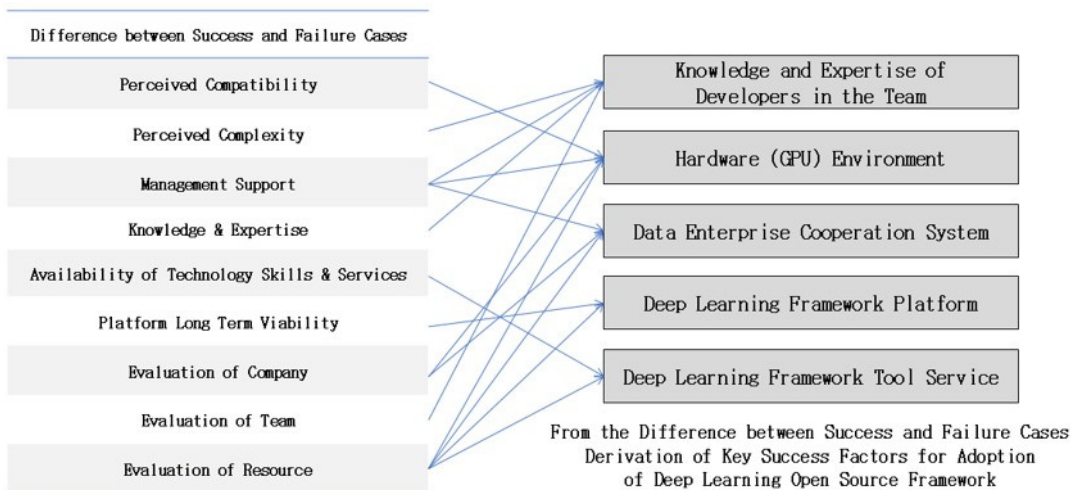 Difference between Success and Failure Cases
Perceived Compatibility
Perceived Complexity
Management Support
Knowledge & Expertise
Availability of Technology Skills & Services
Platform Long Term Viability
Evaluation of Company
Evaluation of Team
Evaluation of Resource
Knowledge and Expertise of
Developers in the Team
Hardware (GPU) Environment
Data Enterprise Cooperation System
Deep Learning Framework Platform
Deep Learning Framework Tool Service
From the Difference between Success and Failure Cases
Derivation of Key Success Factors for Adoption
of Deep Learning Open Source Framework